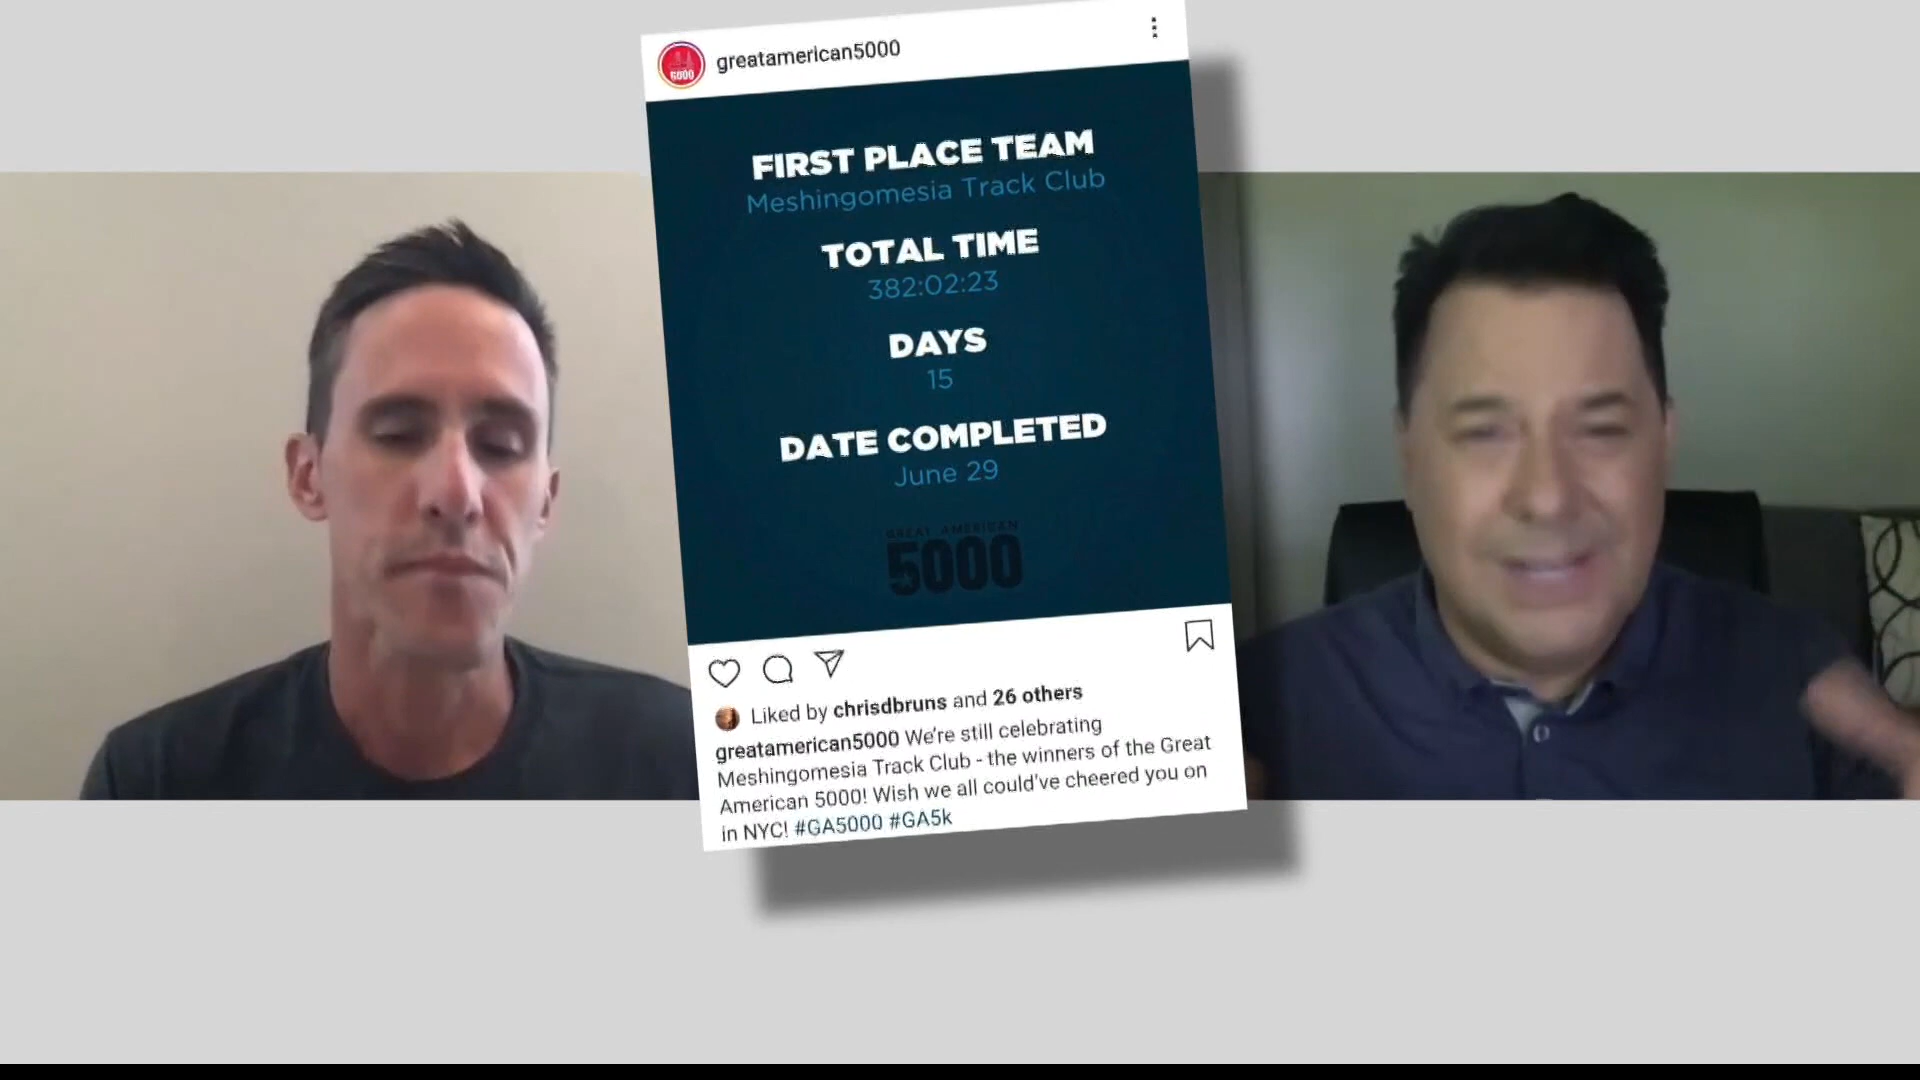 greatamerican5000
5000
FIRST PLACE TEAM
Meshingomesia Track Club
TOTAL TIME
382:02:23
DAYS
15
DATE COMPLETED
June 29
GREAT AMERICAN
5000
Liked by chrisdbruns and 26 others
greatamerican5000 We're still celebrating
Meshingomesia Track Club - the winners of the Great
American 5000! Wish we all could've cheered you on
in NYC! #GA5000 #GA5k